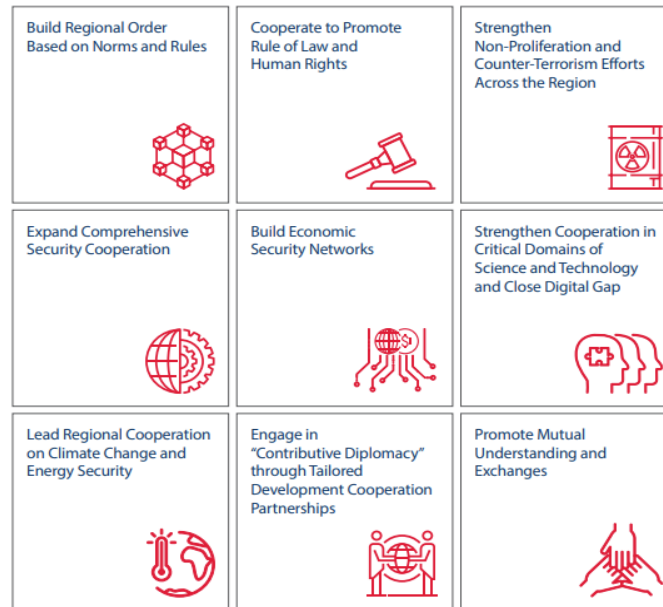 Build Regional Order
Based on Norms and Rules
Cooperate to Promote
Rule of Law and
Human Rights
Strengthen
Non-Proliferation and
Counter-Terrorism Efforts
Across the Region
Expand Comprehensive
Security Cooperation
Build Economic
Security Networks
Strengthen Cooperation in
Critical Domains of
Science and Technology
and Close Digital Gap
Lead Regional Cooperation
on Climate Change and
Energy Security
Engage in
“Contributive Diplomacy”
through Tailored
Development Cooperation
Partnerships
Promote Mutual
Understanding and
Exchanges